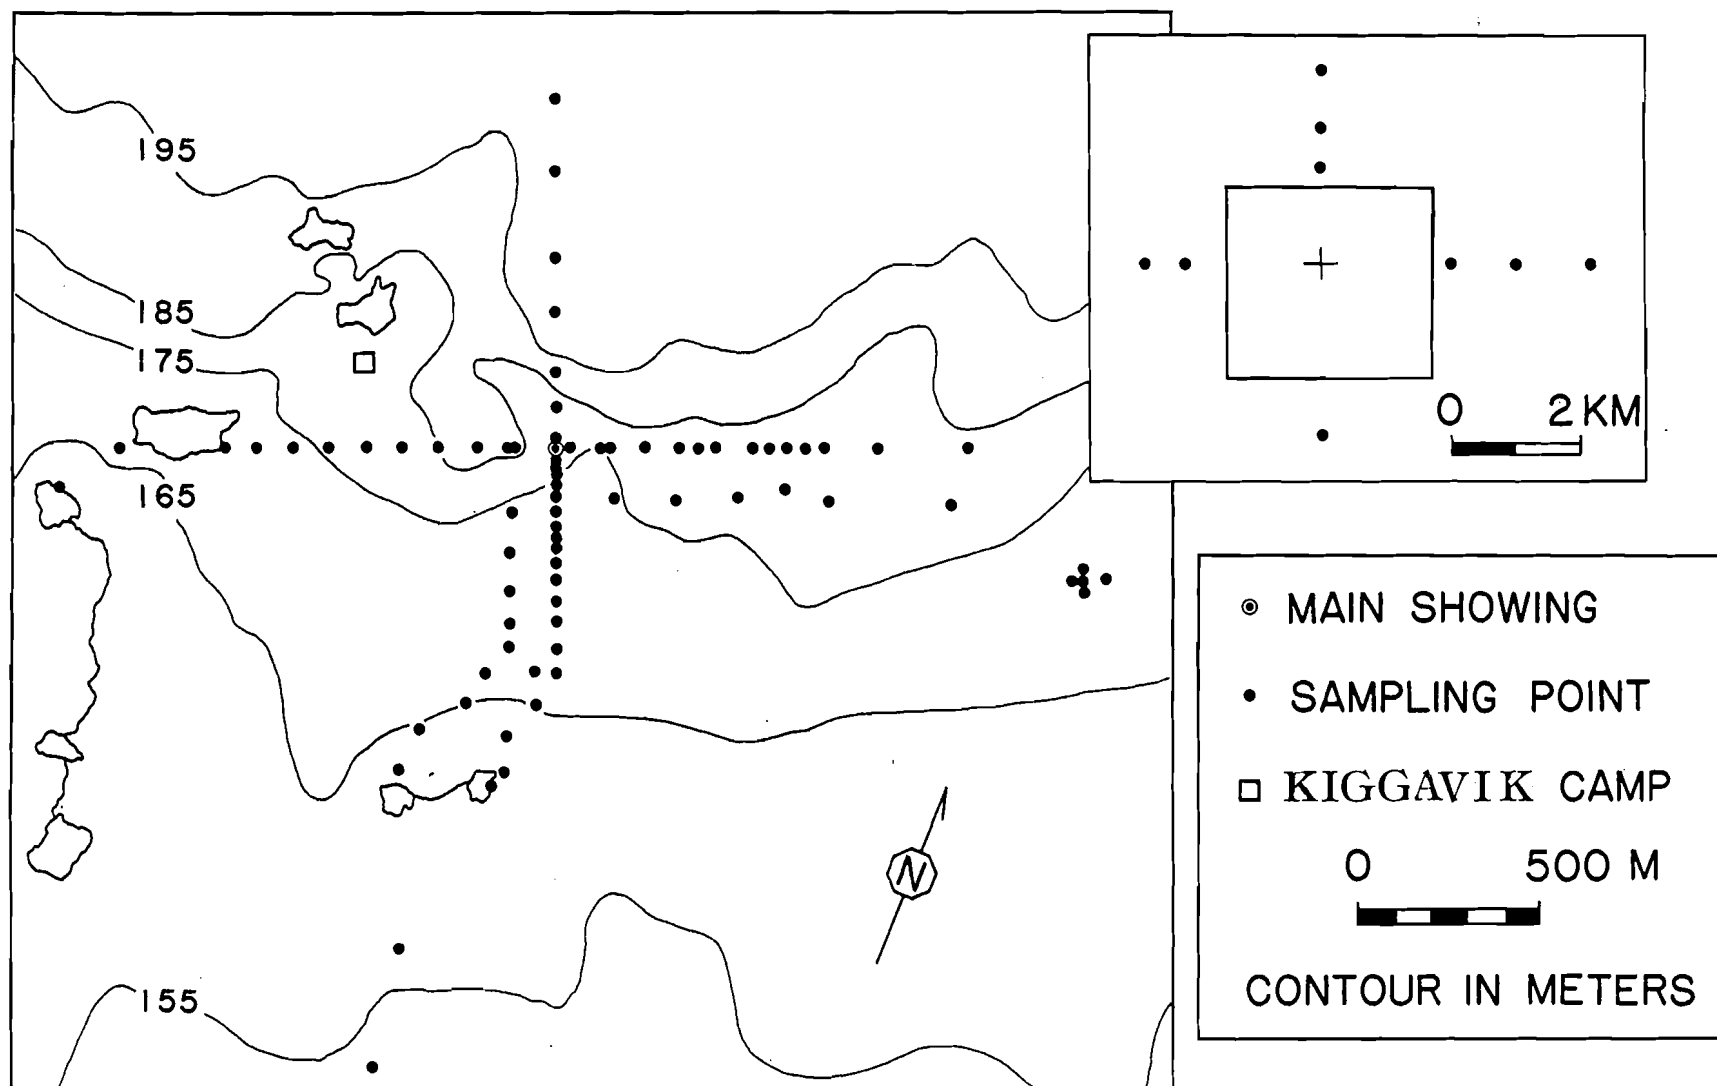 195
185
175
165
155
N
0 2 KM
MAIN SHOWING
SAMPLING POINT
KIGGAVIK CAMP
0 500 M
CONTOUR IN METERS